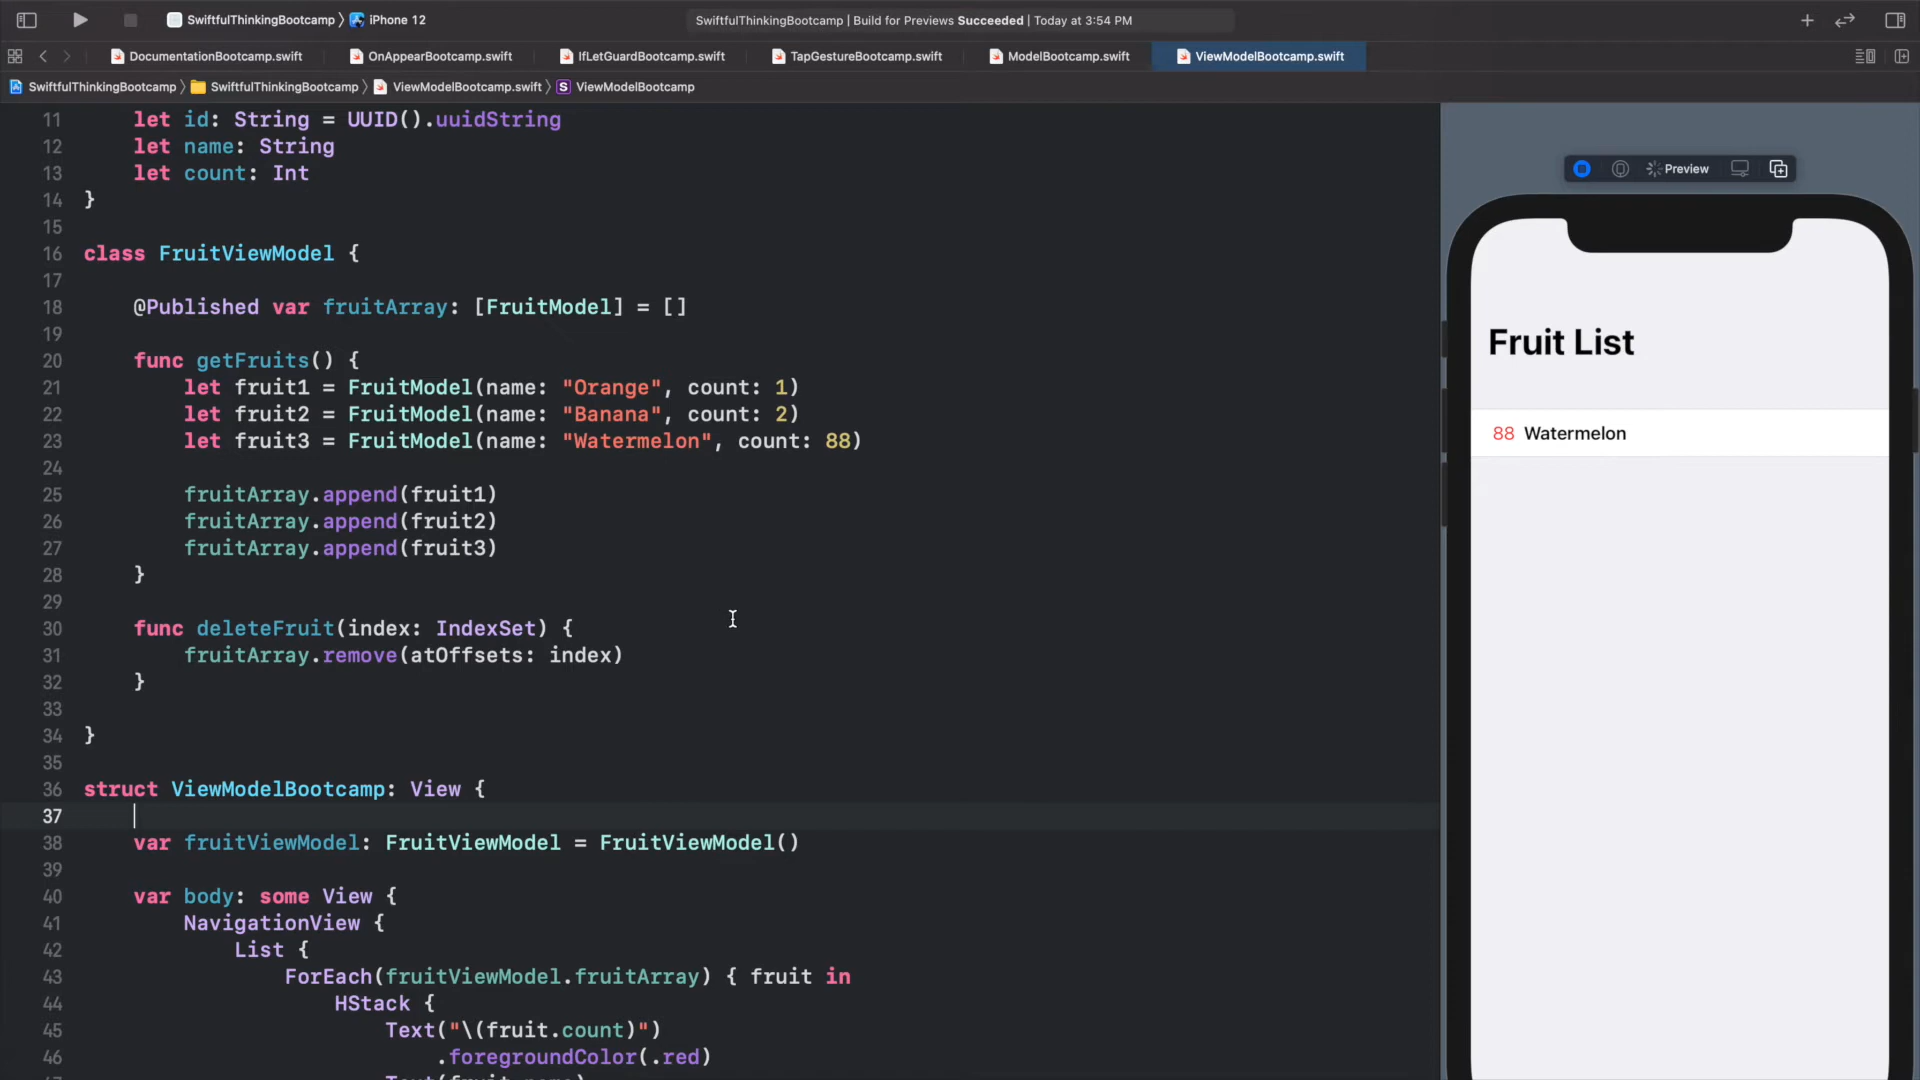 SwiftfulThinkingBootcamp 〉 iPhone 12
SwiftfulThinkingBootcamp | Build for Previews Succeeded | Today at 3:54 PM
DocumentationBootcamp.swift
OnAppearBootcamp.swift
IfLetGuardBootcamp.swift
TapGestureBootcamp.swift
ModelBootcamp.swift
ViewModelBootcamp.swift
SwiftfulThinkingBootcamp 〉 SwiftfulThinkingBootcamp 〉 ViewModelBootcamp.swift 〉 S ViewModelBootcamp
11 let id: String = UUID().uuidString
12 let name: String
13 let count: Int
14 }
15
16 class FruitViewModel {
17
18 @Published var fruitArray: [FruitModel] = []
19
20 func getFruits() {
21 let fruit1 = FruitModel(name: "Orange", count: 1)
22 let fruit2 = FruitModel(name: "Banana", count: 2)
23 let fruit3 = FruitModel(name: "Watermelon", count: 88)
24
25 fruitArray.append(fruit1)
26 fruitArray.append(fruit2)
27 fruitArray.append(fruit3)
28 }
29
30 func deleteFruit(index: IndexSet) {
31 fruitArray.remove(atOffsets: index)
32 }
33
34 }
35
36 struct ViewModelBootcamp: View {
37
38 var fruitViewModel: FruitViewModel = FruitViewModel()
39
40 var body: some View {
41 NavigationView {
42 List {
43 ForEach(fruitViewModel.fruitArray) { fruit in
44 HStack {
45 Text("\(fruit.count)")
46 .foregroundColor(.red)
Preview
Fruit List
88 Watermelon